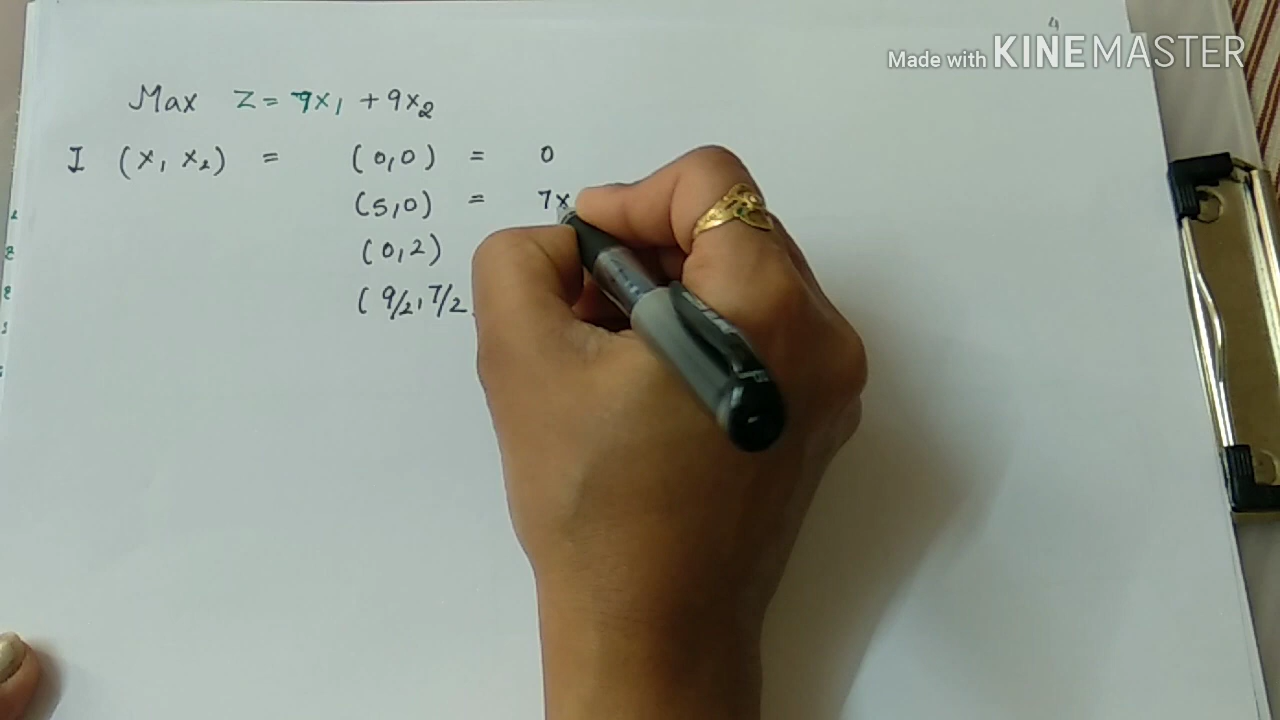 4
Made with KINEMASTER
Max Z = 7x₁ + 9x₂
I (x₁ x₂) = (0,0) = 0
(5,0) = 7x
(0,2)
(9/2, 7/2